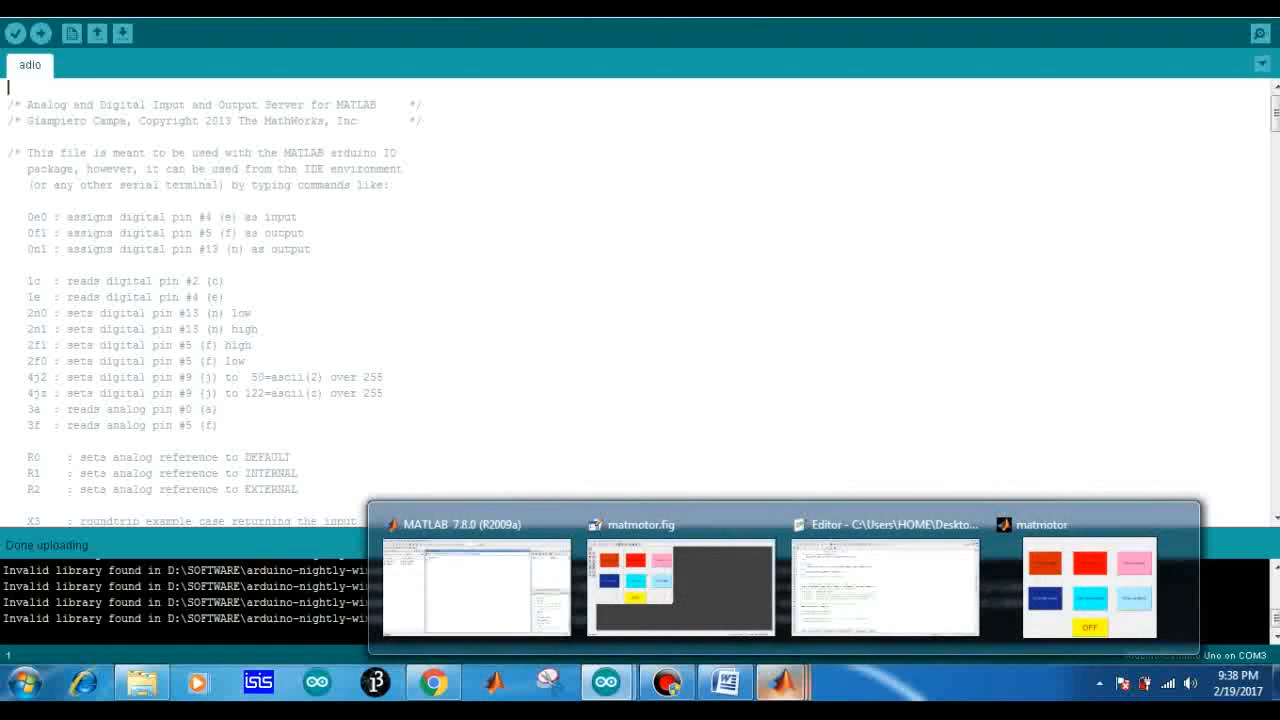 adio
/* Analog and Digital Input and Output Server for MATLAB     */
/* Giampiero Campa, Copyright 2013 The MathWorks, Inc        */
/* This file is meant to be used with the MATLAB arduino IO
package, however, it can be used from the IDE environment
(or any other serial terminal) by typing commands like:
0e0 : assigns digital pin #4 (e) as input
0f1 : assigns digital pin #5 (f) as output
0n1 : assigns digital pin #13 (n) as output
1c  : reads digital pin #2 (c)
1e  : reads digital pin #4 (e)
2n0 : sets digital pin #13 (n) low
2n1 : sets digital pin #13 (n) high
2f1 : sets digital pin #5 (f) high
2f0 : sets digital pin #5 (f) low
4j2 : sets digital pin #9 (j) to  50=ascii(2) over 255
4jz : sets digital pin #9 (j) to 122=ascii(z) over 255
3a  : reads analog pin #0 (a)
3f  : reads analog pin #5 (f)
R0    : sets analog reference to DEFAULT
R1    : sets analog reference to INTERNAL
R2    : sets analog reference to EXTERNAL
X3    : roundtrip example case returning the input
MATLAB 7.8.0 (R2009a)
matmotor.fig
Editor - C:\Users\HOME\Deskto...
matmotor
OFF
Done uploading
Invalid library found in D:\SOFTWARE\arduino-nightly-wi
Invalid library found in D:\SOFTWARE\arduino-nightly-wi
Invalid library found in D:\SOFTWARE\arduino-nightly-wi
Invalid library found in D:\SOFTWARE\arduino-nightly-wi
1
Uno on COM3
isis
9:38 PM
2/19/2017